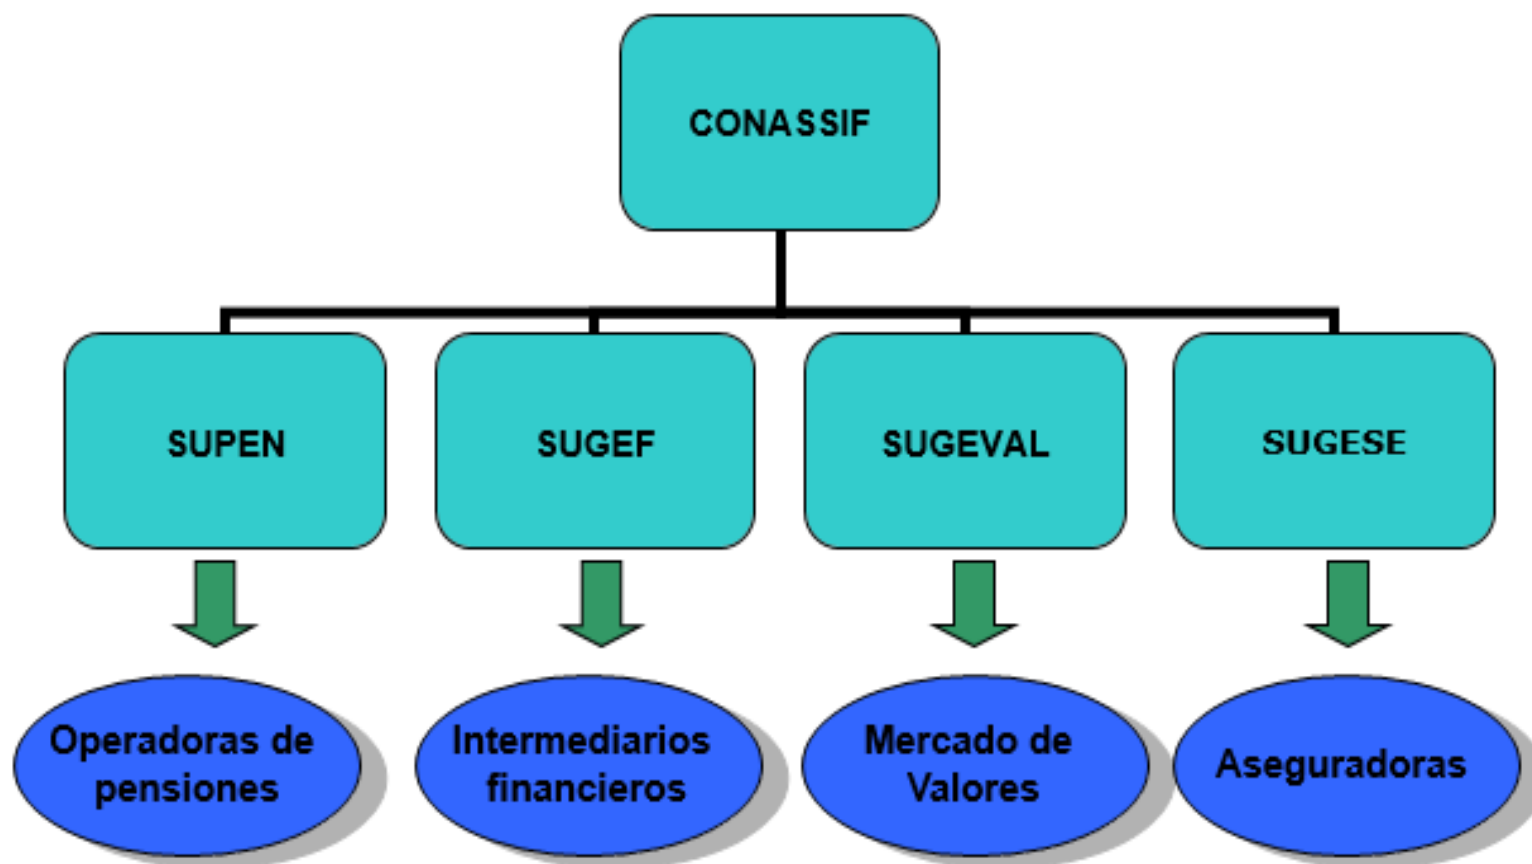 CONASSIF
SUPEN
SUGEF
SUGEVAL
SUGESE
Operadoras de
pensiones
Intermediarios
financieros
Mercado de
Valores
Aseguradoras